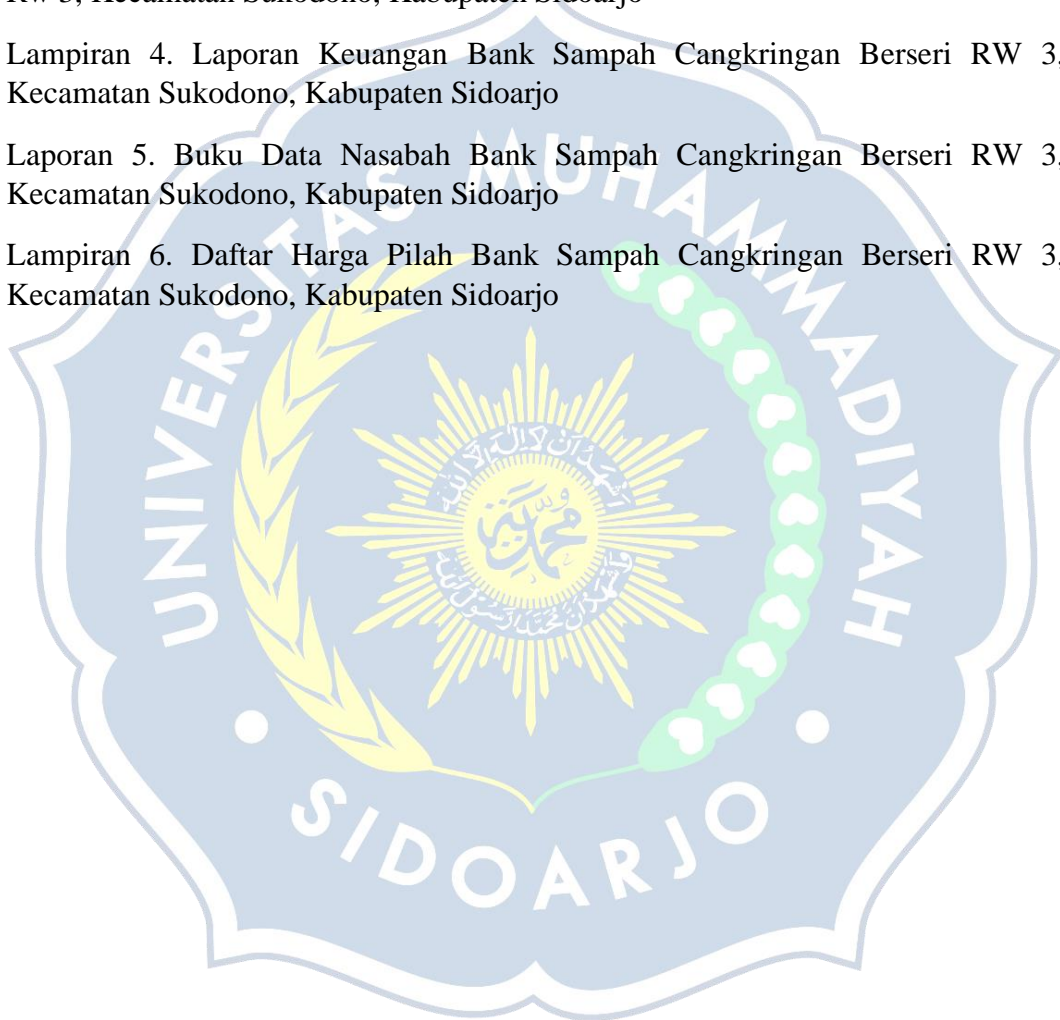 RW 3, Kecamatan Sukodono, Kabupaten Sidoarjo
Lampiran 4. Laporan Keuangan Bank Sampah Cangkringan Berseri RW 3,
Kecamatan Sukodono, Kabupaten Sidoarjo
Laporan 5. Buku Data Nasabah Bank Sampah Cangkringan Berseri RW 3,
Kecamatan Sukodono, Kabupaten Sidoarjo
Lampiran 6. Daftar Harga Pilah Bank Sampah Cangkringan Berseri RW 3,
Kecamatan Sukodono, Kabupaten Sidoarjo
UNIVERSITAS MUHAMMADIYAH
SIDOARJO